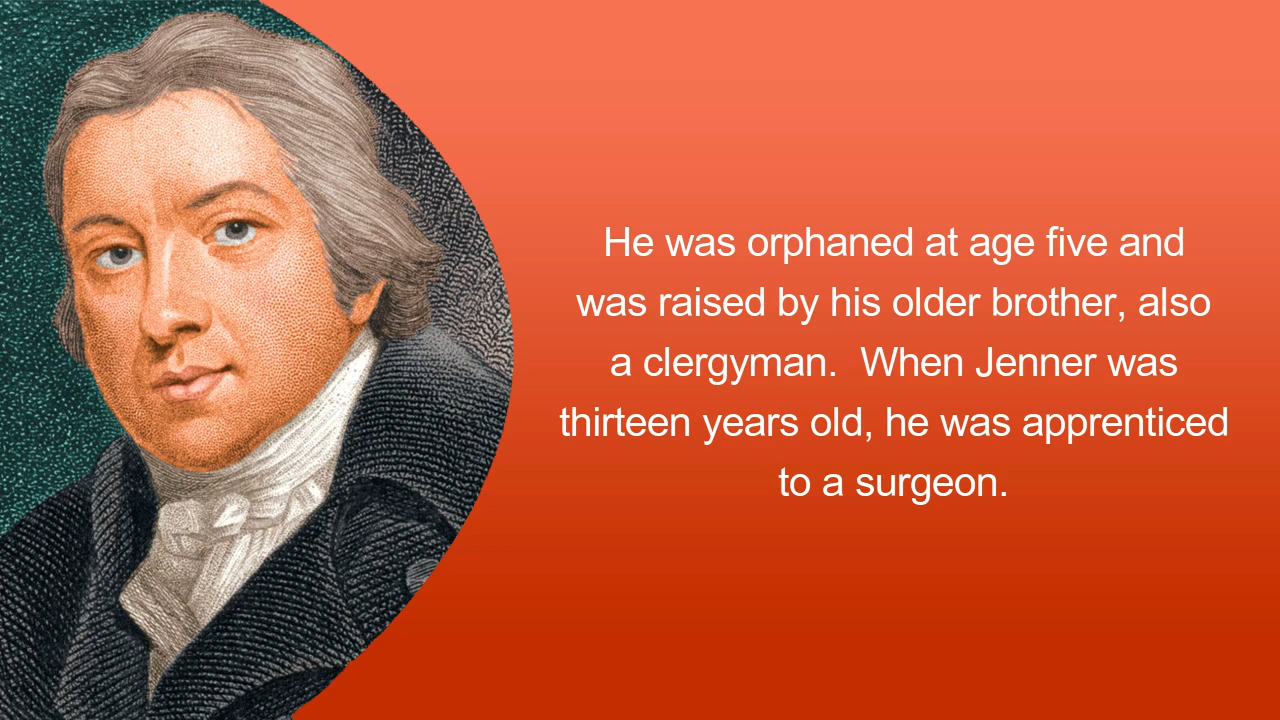 He was orphaned at age five and
was raised by his older brother, also
a clergyman.  When Jenner was
thirteen years old, he was apprenticed
to a surgeon.